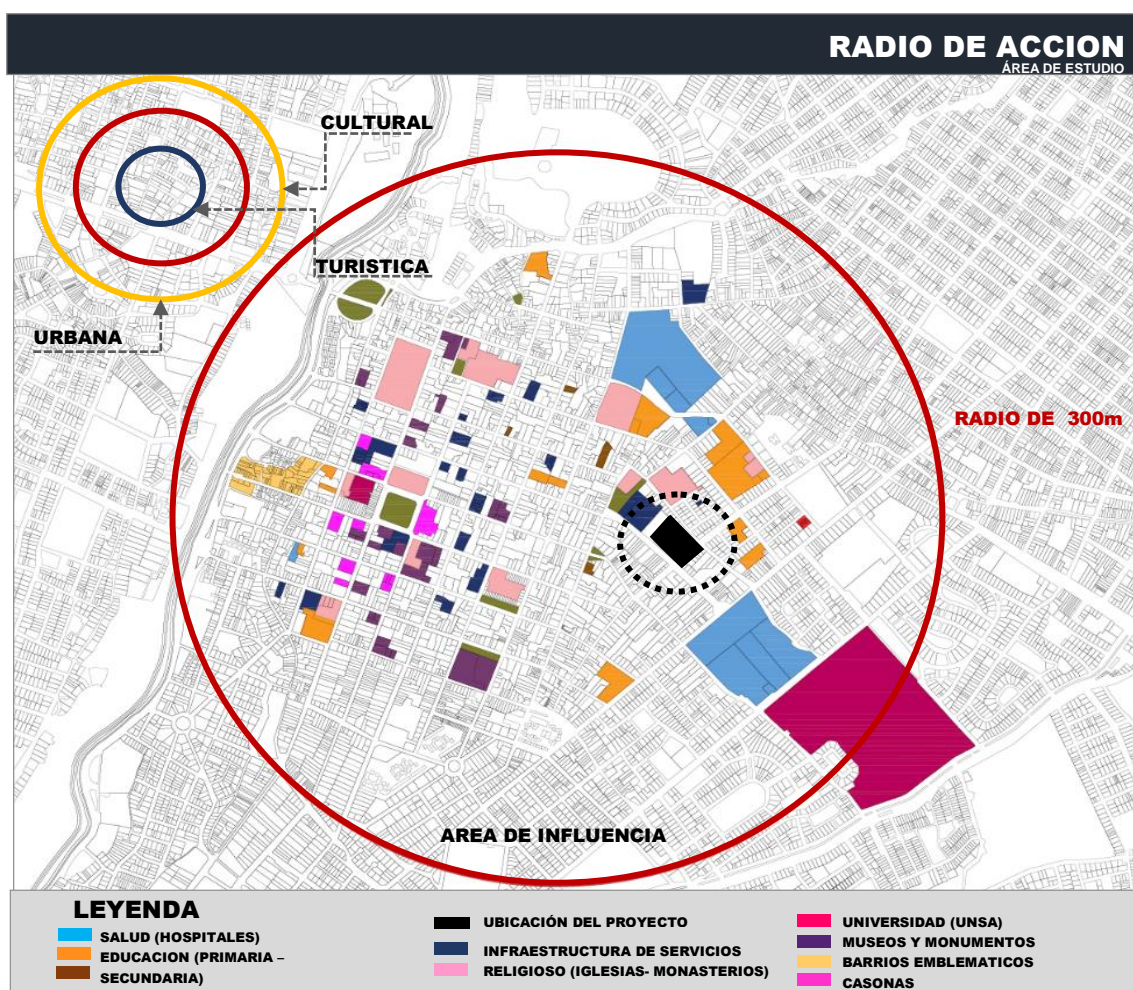 RADIO DE ACCION
ÁREA DE ESTUDIO
CULTURAL
TURISTICA
URBANA
RADIO DE 300m
AREA DE INFLUENCIA
LEYENDA
SALUD (HOSPITALES)
EDUCACION (PRIMARIA –
SECUNDARIA)
UBICACIÓN DEL PROYECTO
INFRAESTRUCTURA DE SERVICIOS
RELIGIOSO (IGLESIAS- MONASTERIOS)
UNIVERSIDAD (UNSA)
MUSEOS Y MONUMENTOS
BARRIOS EMBLEMATICOS
CASONAS